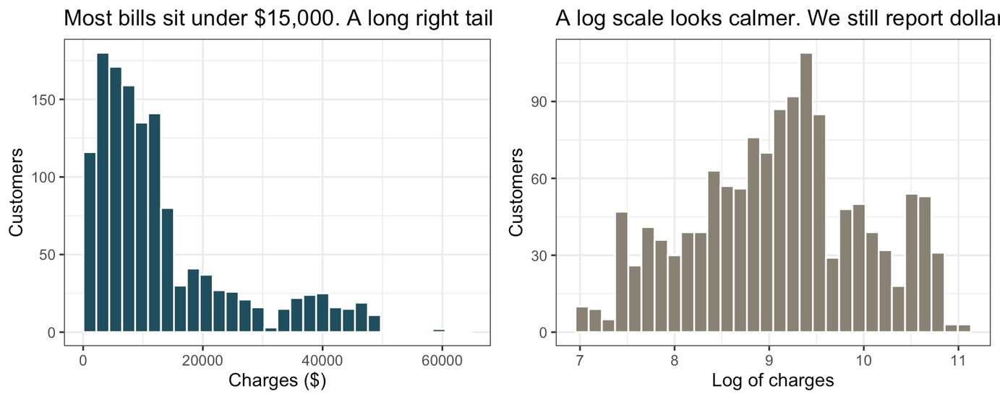 Most bills sit under $15,000. A long right tail
150
100
50
0
Customers
0 20000 40000 60000
Charges ($)
A log scale looks calmer. We still report
90
60
30
0
Customers
7 8 9 10 11
Log of charges